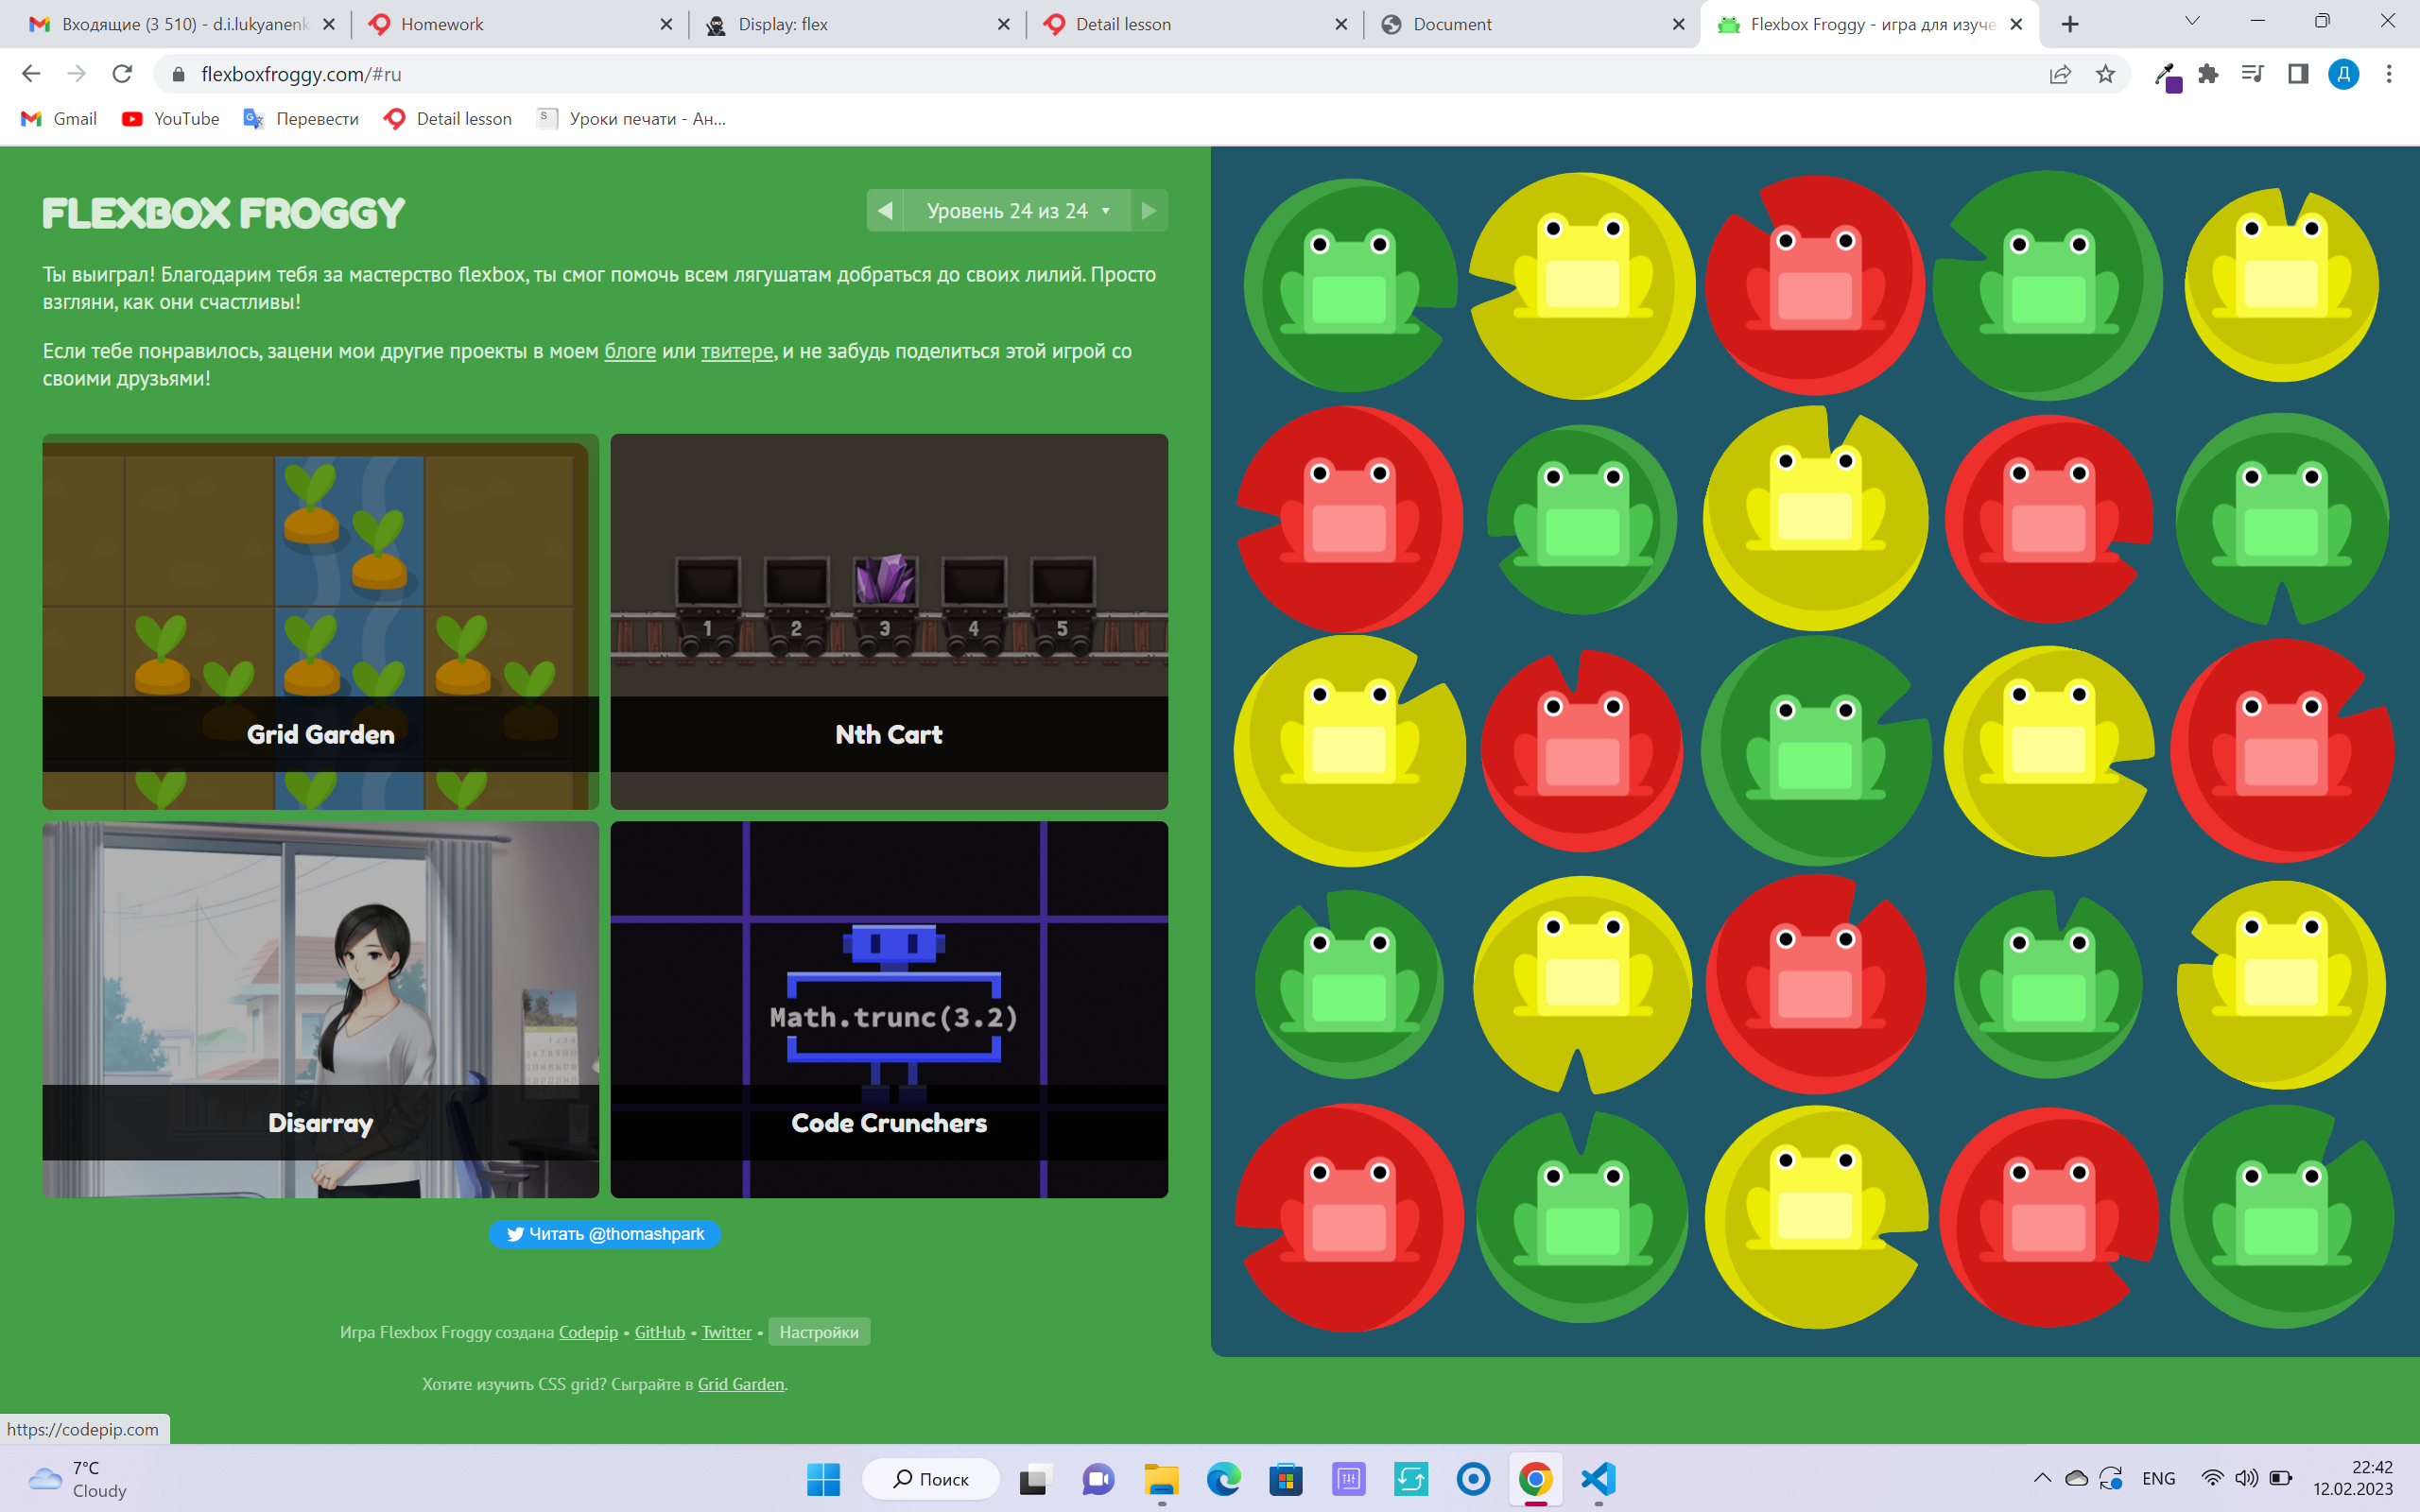 Входящие (3 510) - d.i.lukyanenk
Homework
Display: flex
Detail lesson
Document
Flexbox Froggy - игра для изуче
flexboxfroggy.com/#ru
Д
Gmail
YouTube
Перевести
Detail lesson
Уроки печати - Ан...
FLEXBOX FROGGY
Уровень 24 из 24
Ты выиграл! Благодарим тебя за мастерство flexbox, ты смог помочь всем лягушатам добраться до своих лилий. Просто
взгляни, как они счастливы!
Если тебе понравилось, зацени мои другие проекты в моем блоге или твитере, и не забудь поделиться этой игрой со
своими друзьями!
1 2 3 4 5
Grid Garden
Nth Cart
Math.trunc(3.2)
Disarray
Code Crunchers
Читать @thomashpark
Игра Flexbox Froggy создана Codepip • GitHub • Twitter • Настройки
Хотите изучить CSS grid? Сыграйте в Grid Garden.
https://codepip.com
7°C
Cloudy
Поиск
ENG
22:42
12.02.2023